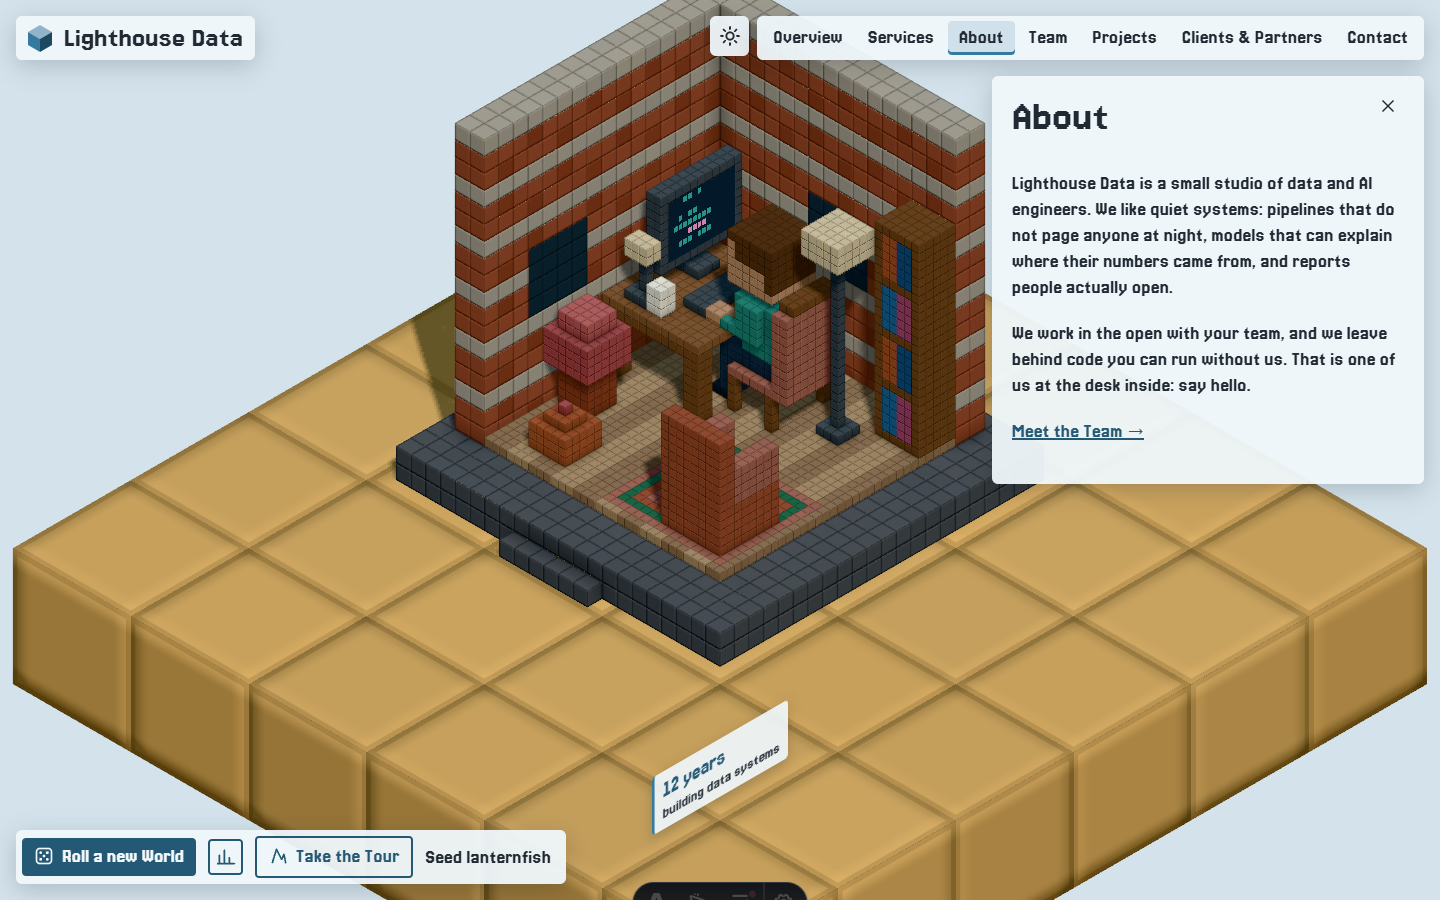 Lighthouse Data
Overview Services About Team Projects Clients & Partners Contact
About
Lighthouse Data is a small studio of data and AI
engineers. We like quiet systems: pipelines that do
not page anyone at night, models that can explain
where their numbers came from, and reports
people actually open.
We work in the open with your team, and we leave
behind code you can run without us. That is one of
us at the desk inside: say hello.
Meet the Team →
12 years
building data systems
Roll a new World
Take the Tour
Seed lanternfish